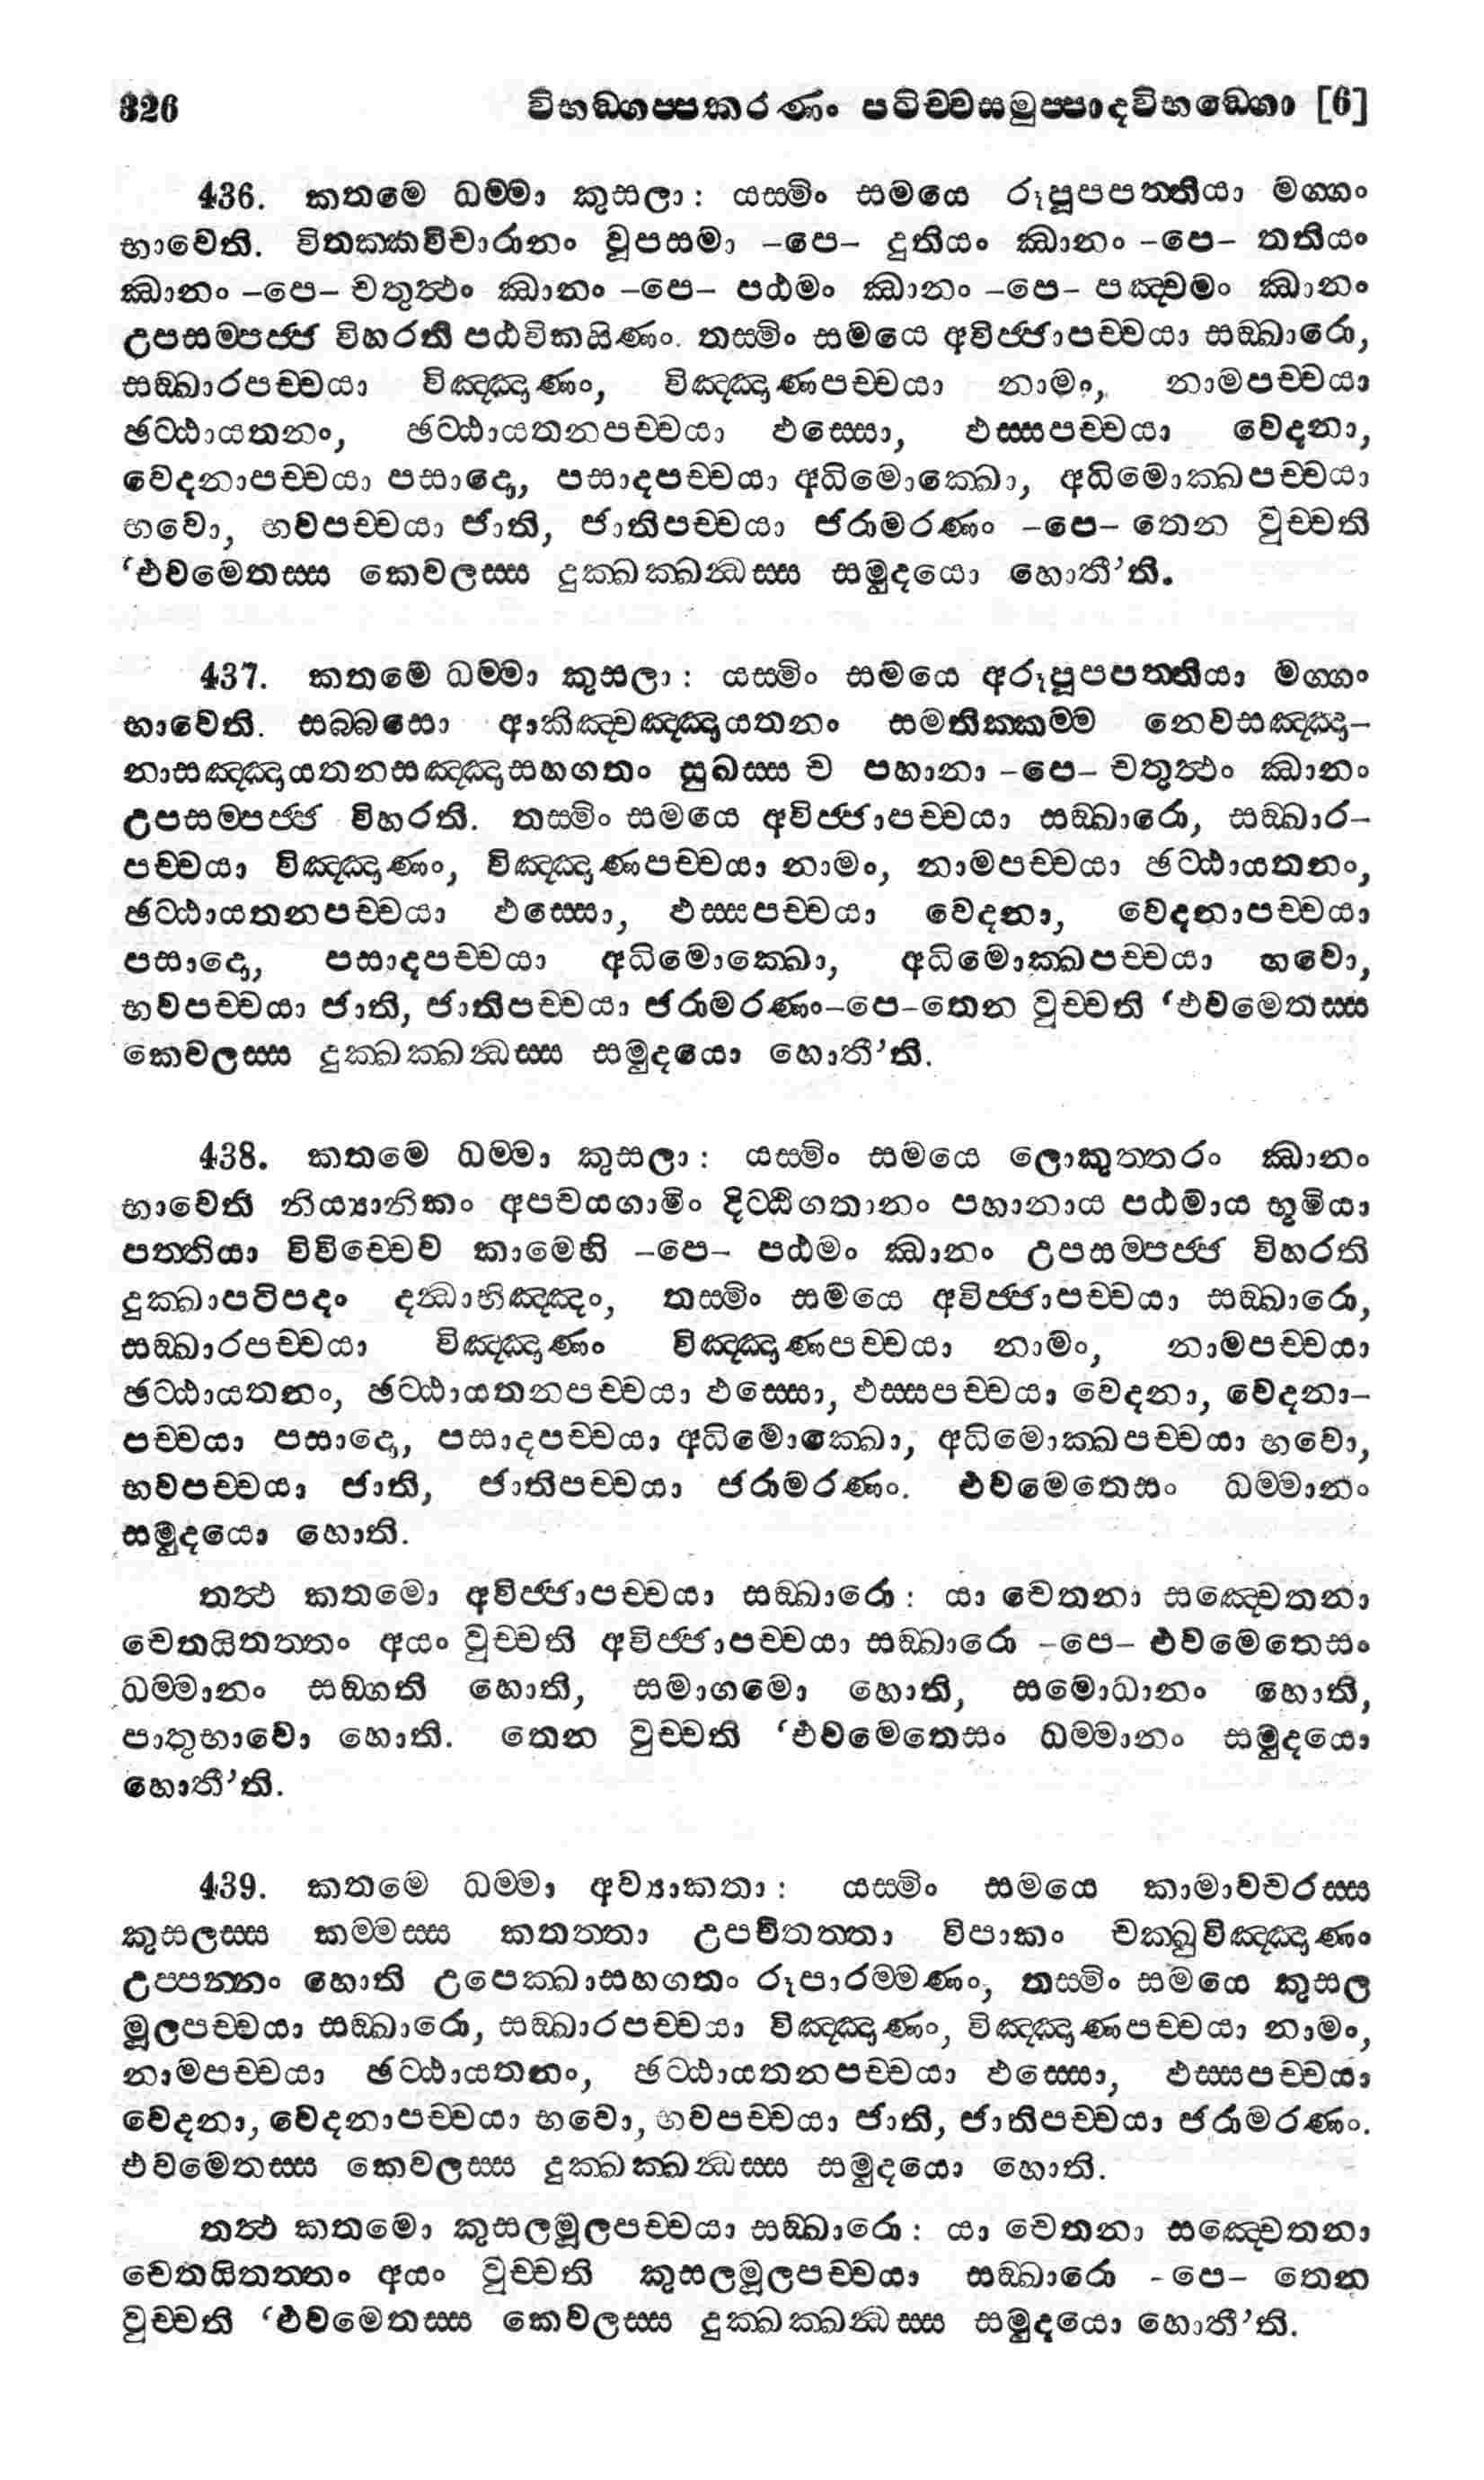 326 විභඞ්ගප්පකරණං පටිච්චසමුප්පාදවිභඞ්ගො [6]
436. කතමෙ ධම්මා කුසලා: යස්මිං සමයෙ රූපූපපත්තියා මග්ගං
භාවෙති. විතක්කවිචාරානං වූපසමා -පෙ- දුතියං ඣානං -පෙ- තතියං
ඣානං -පෙ- චතුත්ථං ඣානං -පෙ- පඨමං ඣානං -පෙ- පඤ්චමං ඣානං
උපසම්පජ්ජ විහරති පඨවිකසිණං. තස්මිං සමයෙ අවිජ්ජාපච්චයා සඞ්ඛාරො,
සඞ්ඛාරපච්චයා විඤ්ඤාණං, විඤ්ඤාණපච්චයා නාමං, නාමපච්චයා
ඡට්ඨායතනං, ඡට්ඨායතනපච්චයා ඵස්සො, ඵස්සපච්චයා වෙදනා,
වෙදනාපච්චයා පසාදො, පසාදපච්චයා අධිමොක්ඛො, අධිමොක්ඛපච්චයා
භවො, භවපච්චයා ජාති, ජාතිපච්චයා ජරාමරණං -පෙ- තෙන වුච්චති
‘එවමෙතස්ස කෙවලස්ස දුක්ඛක්ඛන්ධස්ස සමුදයො හොතී’ති.
437. කතමෙ ධම්මා කුසලා: යස්මිං සමයෙ අරූපූපපත්තියා මග්ගං
භාවෙති. සබ්බසො ආකිඤ්චඤ්ඤායතනං සමතික්කම්ම නෙවසඤ්ඤා-
නාසඤ්ඤායතනසඤ්ඤාසහගතං සුඛස්ස ච පහානා -පෙ- චතුත්ථං ඣානං
උපසම්පජ්ජ විහරති. තස්මිං සමයෙ අවිජ්ජාපච්චයා සඞ්ඛාරො, සඞ්ඛාර-
පච්චයා විඤ්ඤාණං, විඤ්ඤාණපච්චයා නාමං, නාමපච්චයා ඡට්ඨායතනං,
ඡට්ඨායතනපච්චයා ඵස්සො, ඵස්සපච්චයා වෙදනා, වෙදනාපච්චයා
පසාදො, පසාදපච්චයා අධිමොක්ඛො, අධිමොක්ඛපච්චයා භවො,
භවපච්චයා ජාති, ජාතිපච්චයා ජරාමරණං-පෙ-තෙන වුච්චති ‘එවමෙතස්ස
කෙවලස්ස දුක්ඛක්ඛන්ධස්ස සමුදයො හොතී’ති.
438. කතමෙ ධම්මා කුසලා: යස්මිං සමයෙ ලොකුත්තරං ඣානං
භාවෙති නිය්‍යානිකං අපචයගාමිං දිට්ඨිගතානං පහානාය පඨමාය භූමියා
පත්තියා විවිච්චෙව කාමෙහි -පෙ- පඨමං ඣානං උපසම්පජ්ජ විහරති
දුක්ඛාපටිපදං දන්ධාභිඤ්ඤං, තස්මිං සමයෙ අවිජ්ජාපච්චයා සඞ්ඛාරො,
සඞ්ඛාරපච්චයා විඤ්ඤාණං විඤ්ඤාණපච්චයා නාමං, නාමපච්චයා
ඡට්ඨායතනං, ඡට්ඨායතනපච්චයා ඵස්සො, ඵස්සපච්චයා වෙදනා, වෙදනා-
පච්චයා පසාදො, පසාදපච්චයා අධිමොක්ඛො, අධිමොක්ඛපච්චයා භවො,
භවපච්චයා ජාති, ජාතිපච්චයා ජරාමරණං. එවමෙතෙසං ධම්මානං
සමුදයො හොති.
තත්ථ කතමො අවිජ්ජාපච්චයා සඞ්ඛාරො: යා චෙතනා සඤ්චෙතනා
චෙතයිතත්තං අයං වුච්චති අවිජ්ජාපච්චයා සඞ්ඛාරො -පෙ- එවමෙතෙසං
ධම්මානං සඞ්ගති හොති, සමාගමො හොති, සමොධානං හොති,
පාතුභාවො හොති. තෙන වුච්චති ‘එවමෙතෙසං ධම්මානං සමුදයො
හොතී’ති.
439. කතමෙ ධම්මා අව්‍යාකතා: යස්මිං සමයෙ කාමාවචරස්ස
කුසලස්ස කම්මස්ස කතත්තා උපචිතත්තා විපාකං චක්ඛුවිඤ්ඤාණං
උප්පන්නං හොති උපෙක්ඛාසහගතං රූපාරම්මණං, තස්මිං සමයෙ කුසල
මූලපච්චයා සඞ්ඛාරො, සඞ්ඛාරපච්චයා විඤ්ඤාණං, විඤ්ඤාණපච්චයා නාමං,
නාමපච්චයා ඡට්ඨායතනං, ඡට්ඨායතනපච්චයා ඵස්සො, ඵස්සපච්චයා
වෙදනා, වෙදනාපච්චයා භවො, භවපච්චයා ජාති, ජාතිපච්චයා ජරාමරණං.
එවමෙතස්ස කෙවලස්ස දුක්ඛක්ඛන්ධස්ස සමුදයො හොති.
තත්ථ කතමො කුසලමූලපච්චයා සඞ්ඛාරො: යා චෙතනා සඤ්චෙතනා
චෙතයිතත්තං අයං වුච්චති කුසලමූලපච්චයා සඞ්ඛාරො -පෙ- තෙන
වුච්චති ‘එවමෙතස්ස කෙවලස්ස දුක්ඛක්ඛන්ධස්ස සමුදයො හොතී’ති.